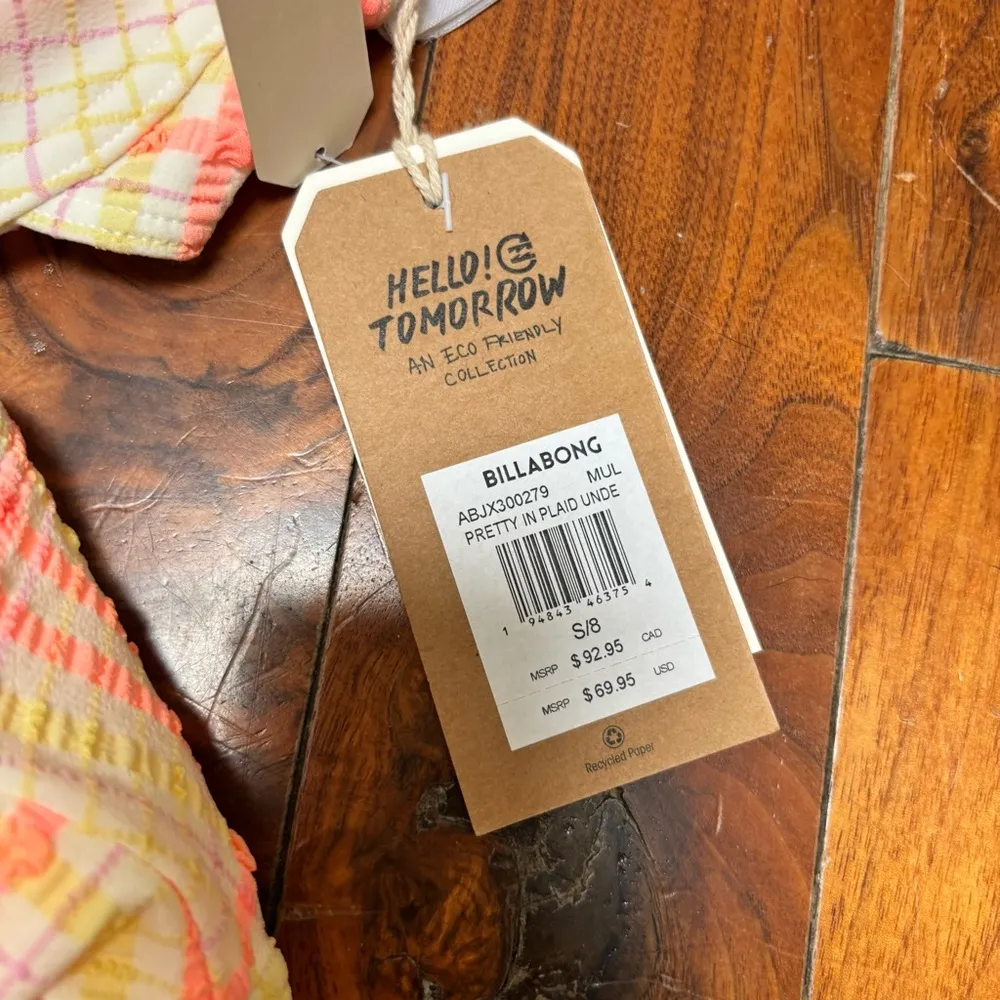 HELLO!
TOMORROW
AN ECO FRIENDLY
COLLECTION
BILLABONG
ABJX300279 MUL
PRETTY IN PLAID UNDE
1 94843 46375 4
S/8
MSRP $92.95 CAD
MSRP $69.95 USD
Recycled Paper